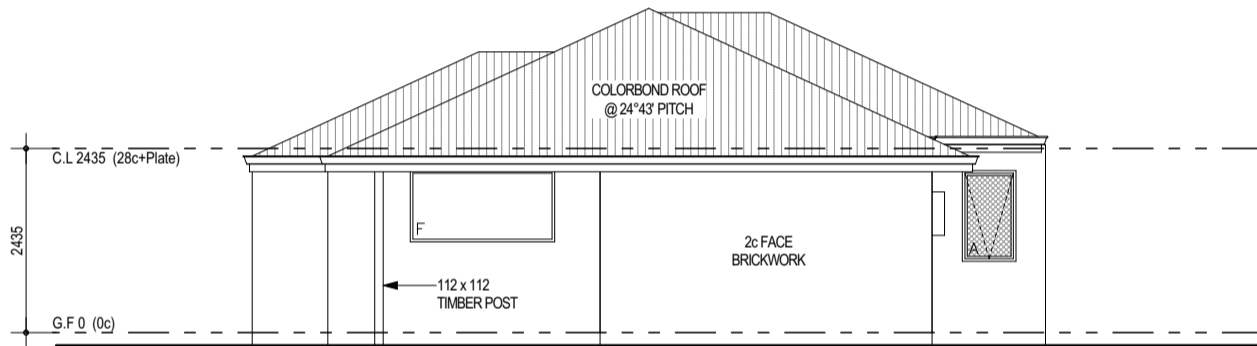 COLORBOND ROOF
@ 24°43' PITCH
C.L 2435 (28c+Plate)
2435
F
2c FACE
BRICKWORK
A
112 x 112
TIMBER POST
G.F 0 (0c)